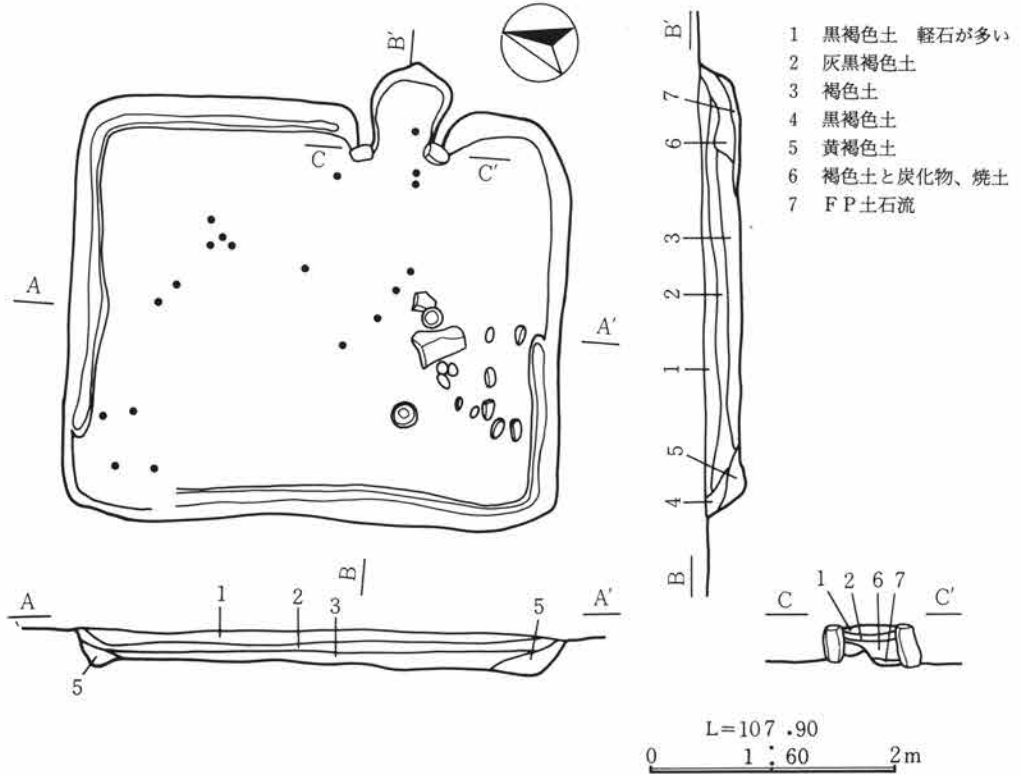 B'
B'
1 黒褐色土 軽石が多い
2 灰黒褐色土
3 褐色土
4 黒褐色土
5 黄褐色土
6 褐色土と炭化物、焼土
7 FP土石流
7
6
C
C'
3
A
2
A'
1
5
4
B
B
A
1
2
3
5
A'
5
C
1 2 6 7
C'
L=107.90
0 1:60 2m